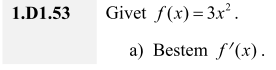 1.D1.53 Givet f(x) = 3x².
a) Bestem f′(x).